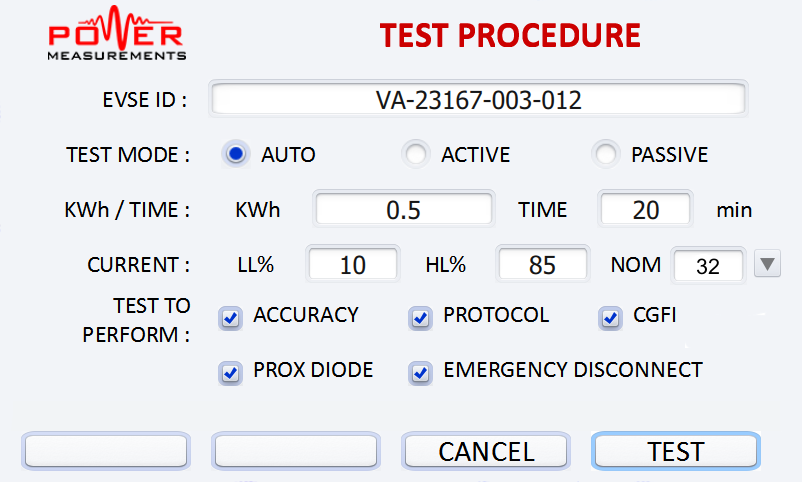 POWER
MEASUREMENTS
TEST PROCEDURE
EVSE ID : VA-23167-003-012
TEST MODE : AUTO ACTIVE PASSIVE
KWh / TIME : KWh 0.5 TIME 20 min
CURRENT : LL% 10 HL% 85 NOM 32
TEST TO
PERFORM :
ACCURACY PROTOCOL CGFI
PROX DIODE EMERGENCY DISCONNECT
CANCEL TEST